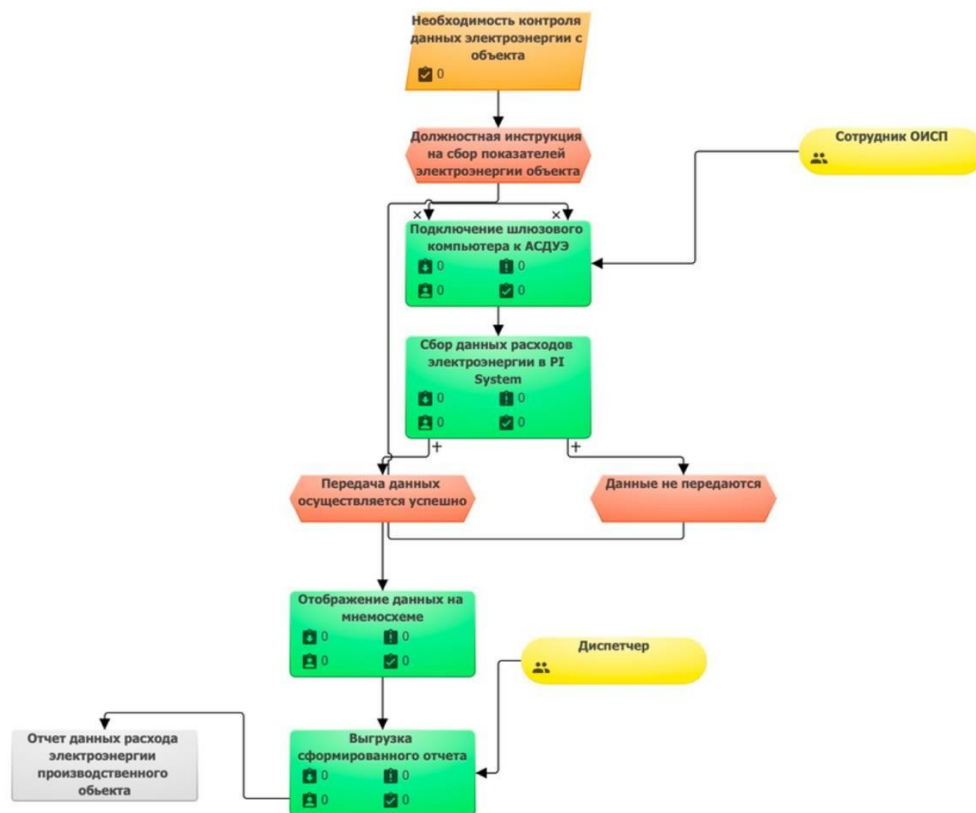 Необходимость контроля
данных электроэнергии с
объекта
0
Должностная инструкция
на сбор показателей
электроэнергии объекта
Сотрудник ОИСП
×
×
Подключение шлюзового
компьютера к АСДУЭ
0
0
0
0
Сбор данных расходов
электроэнергии в PI
System
0
0
0
0
+
+
Передача данных
осуществляется успешно
Данные не передаются
Отображение данных на
мнемосхеме
0
0
0
0
Диспетчер
Выгрузка
сформированного отчета
0
0
0
0
Отчет данных расхода
электроэнергии
производственного
обьекта